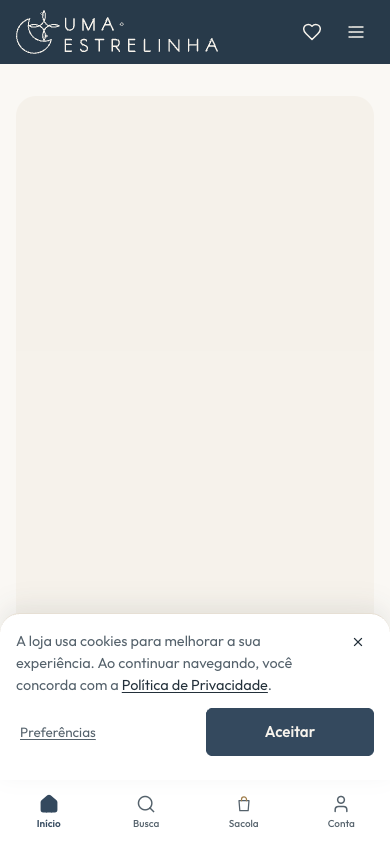 UMA
ESTRELINHA
A loja usa cookies para melhorar a sua
experiência. Ao continuar navegando, você
concorda com a Política de Privacidade.
Preferências
Aceitar
Início
Busca
Sacola
Conta